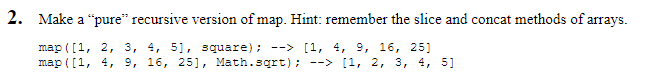 2. Make a “pure” recursive version of map. Hint: remember the slice and concat methods of arrays.
map([1, 2, 3, 4, 5], square); --> [1, 4, 9, 16, 25]
map([1, 4, 9, 16, 25], Math.sqrt); --> [1, 2, 3, 4, 5]